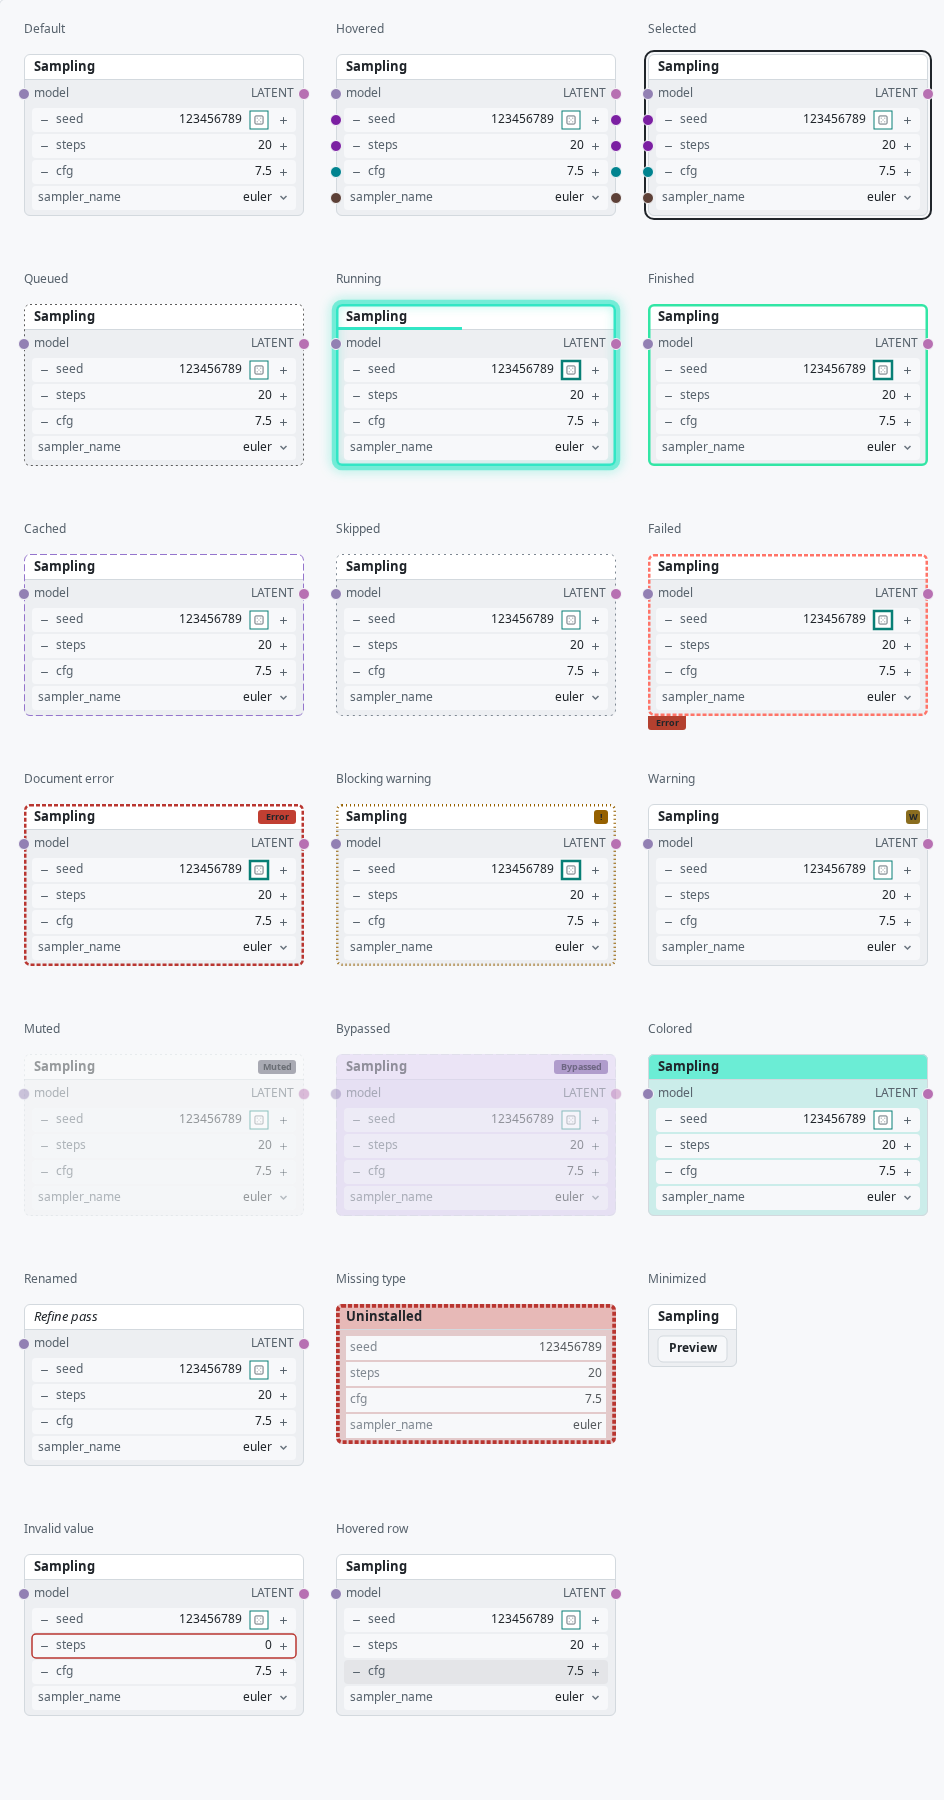 Default
Sampling
model LATENT
– seed 123456789 +
– steps 20 +
– cfg 7.5 +
sampler_name euler
Hovered
Sampling
model LATENT
– seed 123456789 +
– steps 20 +
– cfg 7.5 +
sampler_name euler
Selected
Sampling
model LATENT
– seed 123456789 +
– steps 20 +
– cfg 7.5 +
sampler_name euler
Queued
Sampling
model LATENT
– seed 123456789 +
– steps 20 +
– cfg 7.5 +
sampler_name euler
Running
Sampling
model LATENT
– seed 123456789 +
– steps 20 +
– cfg 7.5 +
sampler_name euler
Finished
Sampling
model LATENT
– seed 123456789 +
– steps 20 +
– cfg 7.5 +
sampler_name euler
Cached
Sampling
model LATENT
– seed 123456789 +
– steps 20 +
– cfg 7.5 +
sampler_name euler
Skipped
Sampling
model LATENT
– seed 123456789 +
– steps 20 +
– cfg 7.5 +
sampler_name euler
Failed
Sampling
model LATENT
– seed 123456789 +
– steps 20 +
– cfg 7.5 +
sampler_name euler
Error
Document error
Sampling Error
model LATENT
– seed 123456789 +
– steps 20 +
– cfg 7.5 +
sampler_name euler
Blocking warning
Sampling !
model LATENT
– seed 123456789 +
– steps 20 +
– cfg 7.5 +
sampler_name euler
Warning
Sampling W
model LATENT
– seed 123456789 +
– steps 20 +
– cfg 7.5 +
sampler_name euler
Muted
Sampling Muted
model LATENT
– seed 123456789 +
– steps 20 +
– cfg 7.5 +
sampler_name euler
Bypassed
Sampling Bypassed
model LATENT
– seed 123456789 +
– steps 20 +
– cfg 7.5 +
sampler_name euler
Colored
Sampling
model LATENT
– seed 123456789 +
– steps 20 +
– cfg 7.5 +
sampler_name euler
Renamed
Refine pass
model LATENT
– seed 123456789 +
– steps 20 +
– cfg 7.5 +
sampler_name euler
Missing type
Uninstalled
seed 123456789
steps 20
cfg 7.5
sampler_name euler
Minimized
Sampling
Preview
Invalid value
Sampling
model LATENT
– seed 123456789 +
– steps 0 +
– cfg 7.5 +
sampler_name euler
Hovered row
Sampling
model LATENT
– seed 123456789 +
– steps 20 +
– cfg 7.5 +
sampler_name euler